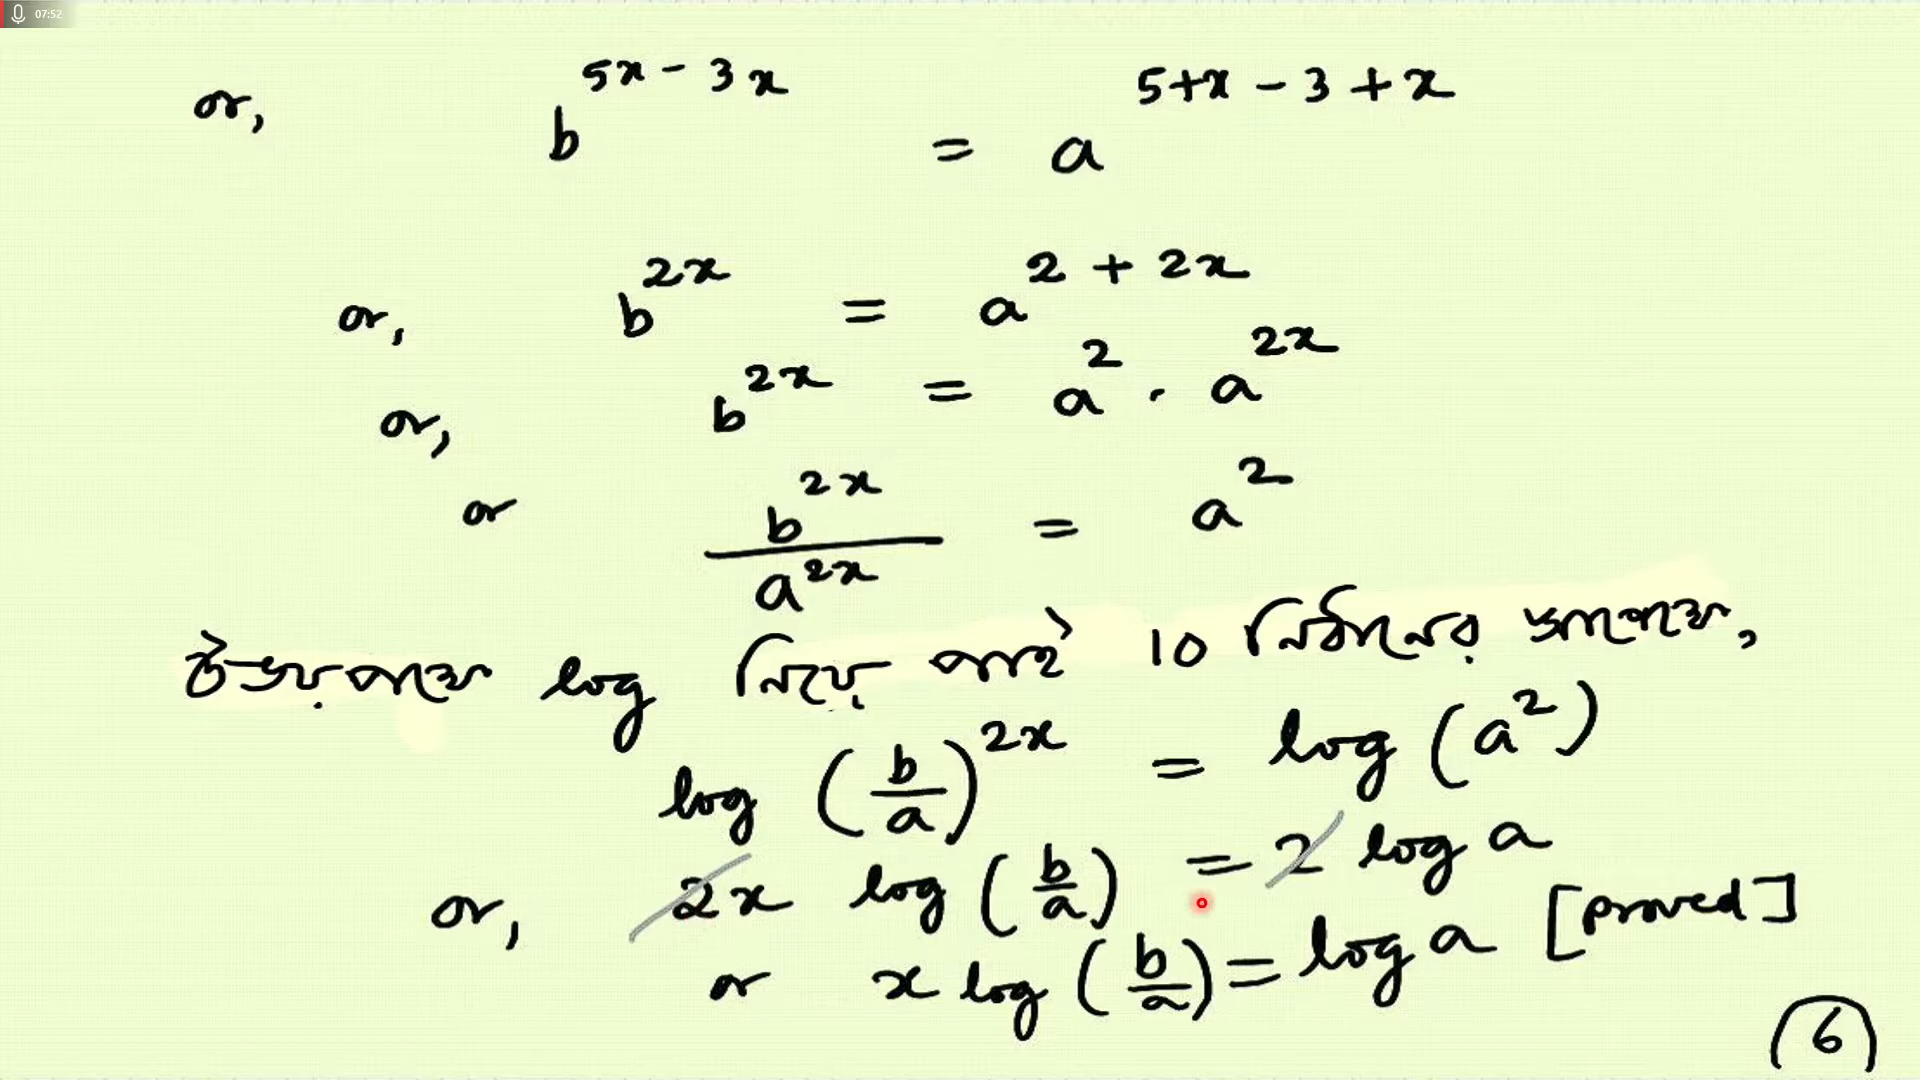 07:52
or, b^{5x - 3x} = a^{5+x - 3+x}
or, b^{2x} = a^{2 + 2x}
or, b^{2x} = a^2 · a^{2x}
or b^{2x}/a^{2x} = a^2
উভয়পক্ষে log নিয়ে পাই 10 নিধানের সাপেক্ষে,
log (b/a)^{2x} = log (a^2)
or, 2x log (b/a) = 2 log a
or x log (b/a) = log a [proved]
6